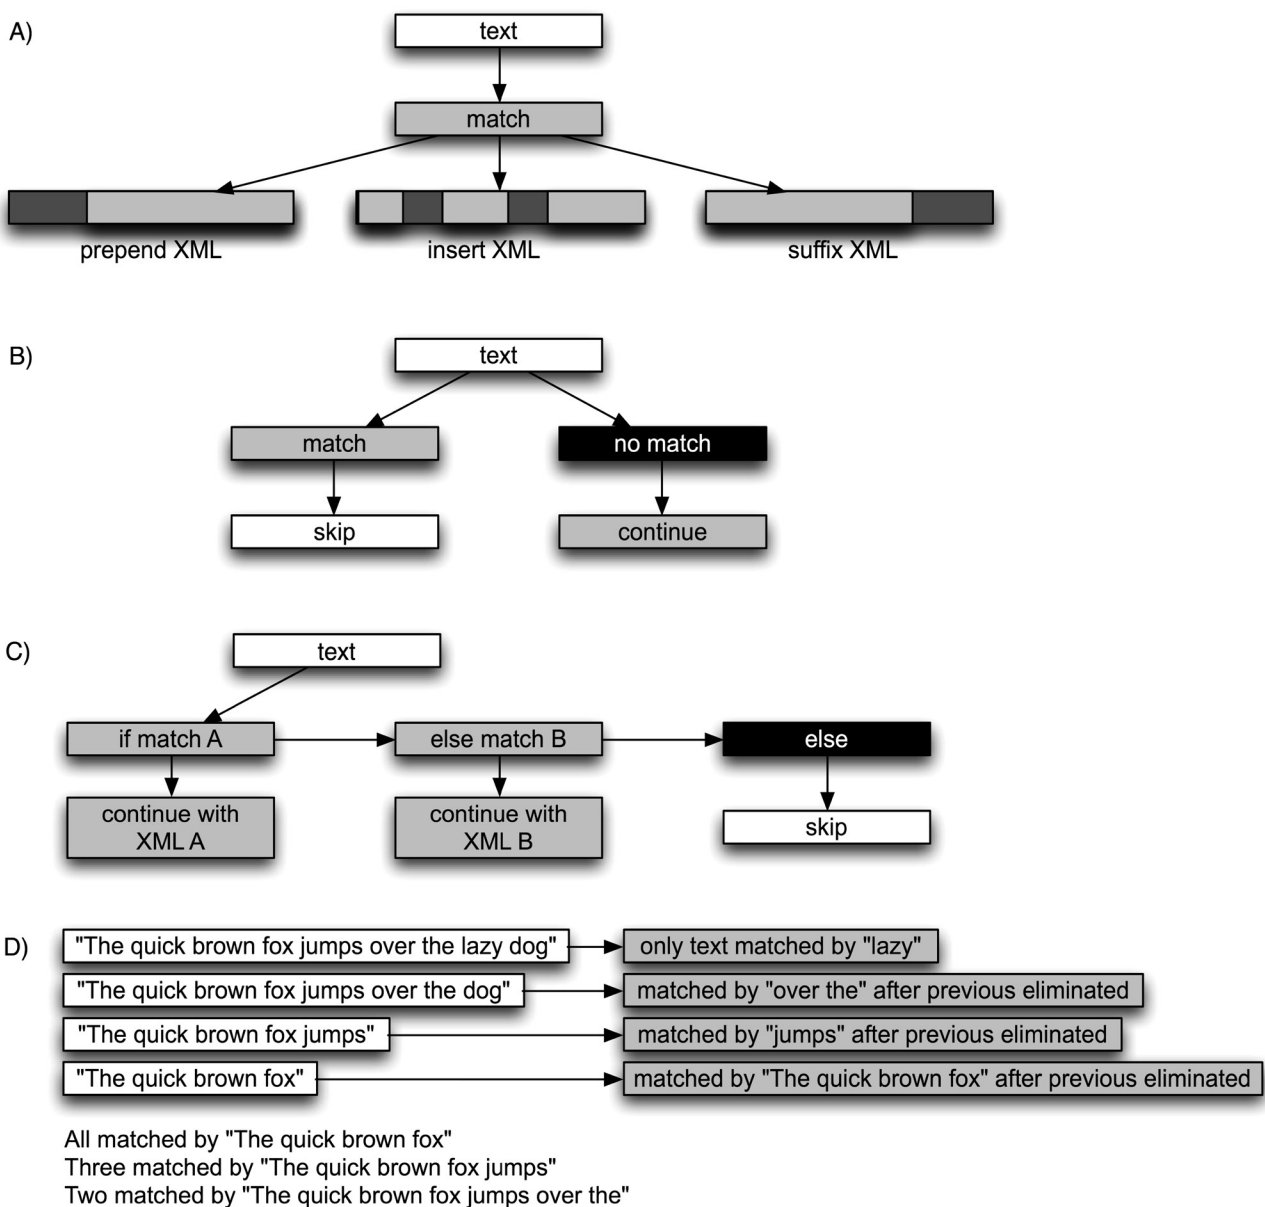 A)
text
match
prepend XML
insert XML
suffix XML
B)
text
match
no match
skip
continue
C)
text
if match A
else match B
else
continue with
XML A
continue with
XML B
skip
D)
"The quick brown fox jumps over the lazy dog"
only text matched by "lazy"
"The quick brown fox jumps over the dog"
matched by "over the" after previous eliminated
"The quick brown fox jumps"
matched by "jumps" after previous eliminated
"The quick brown fox"
matched by "The quick brown fox" after previous eliminated
All matched by "The quick brown fox"
Three matched by "The quick brown fox jumps"
Two matched by "The quick brown fox jumps over the"